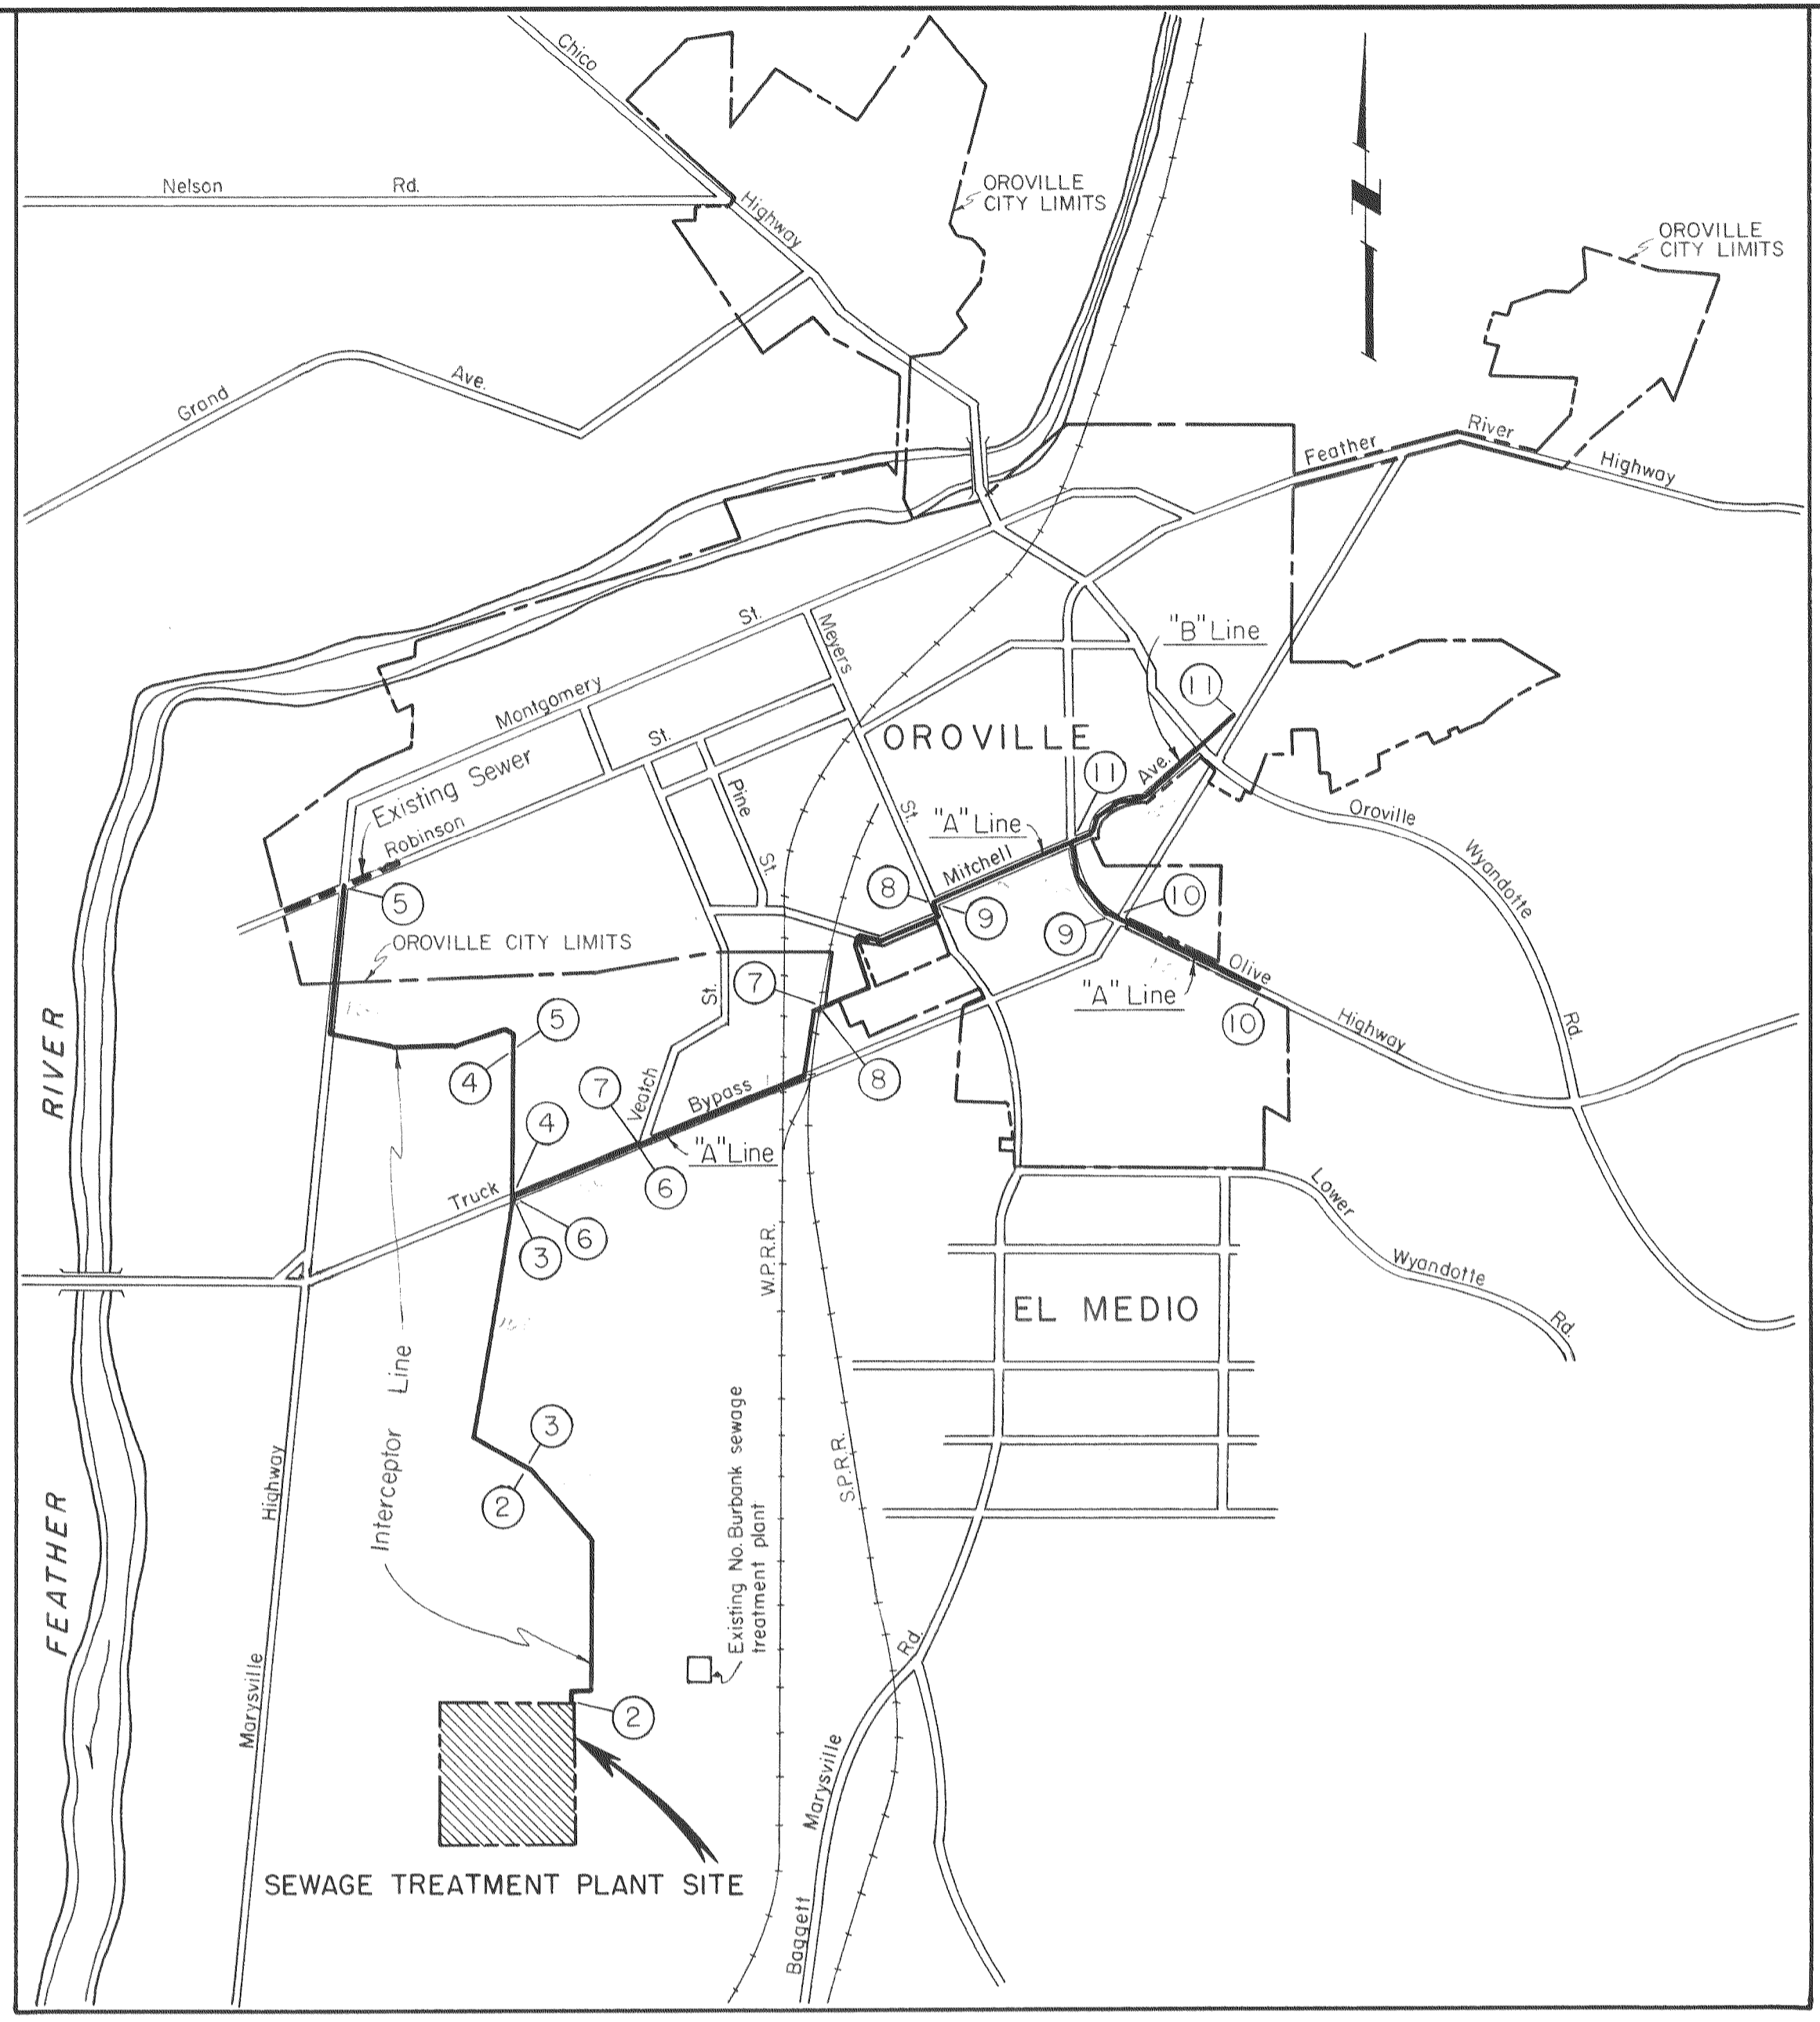 Chico
Highway
Nelson Rd.
OROVILLE
CITY LIMITS
OROVILLE
CITY LIMITS
Grand Ave.
Feather River Highway
"B" Line
St.
Meyers
St.
Montgomery
St.
Existing Sewer
Robinson
Pine
St.
OROVILLE
11
11
Ave.
"A" Line
Mitchell
Oroville
Wyandotte
Rd.
5
8
9
9
10
OROVILLE CITY LIMITS
7
St.
"A" Line
Olive
10
Highway
5
4
7
8
Veatch
Bypass
4
"A" Line
Truck
6
3
6
Lower
Wyandotte
Rd.
RIVER
FEATHER
W.P.R.R.
S.P.R.R.
EL MEDIO
Interceptor Line
3
2
Existing No. Burbank sewage
treatment plant
Highway
Marysville
2
Rd.
Marysville
Baggett
SEWAGE TREATMENT PLANT SITE